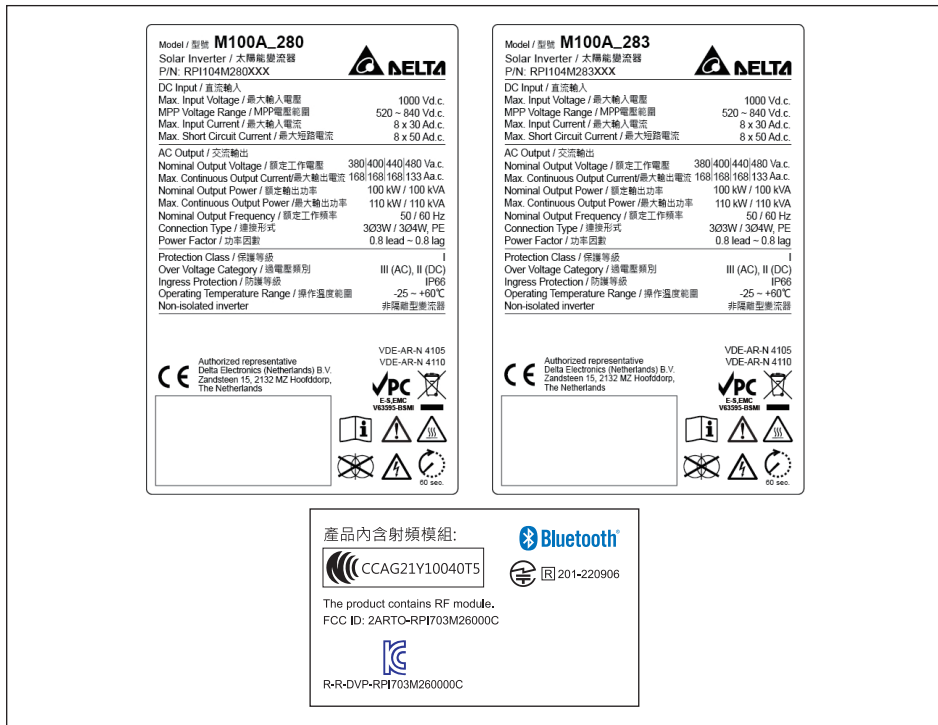 Model / 型號 M100A_280
Solar Inverter / 太陽能變流器
P/N: RPI104M280XXX
DELTA
DC Input / 直流輸入
Max. Input Voltage / 最大輸入電壓 1000 Vd.c.
MPP Voltage Range / MPP電壓範圍 520 ~ 840 Vd.c.
Max. Input Current / 最大輸入電流 8 x 30 Ad.c.
Max. Short Circuit Current / 最大短路電流 8 x 50 Ad.c.
AC Output / 交流輸出
Nominal Output Voltage / 額定工作電壓 380|400|440|480 Va.c.
Max. Continuous Output Current/最大輸出電流 168|168|168|133 Aa.c.
Nominal Output Power / 額定輸出功率 100 kW / 100 kVA
Max. Continuous Output Power /最大輸出功率 110 kW / 110 kVA
Nominal Output Frequency / 額定工作頻率 50 / 60 Hz
Connection Type / 連接形式 3Ø3W / 3Ø4W, PE
Power Factor / 功率因數 0.8 lead ~ 0.8 lag
Protection Class / 保護等級 I
Over Voltage Category / 過電壓類別 III (AC), II (DC)
Ingress Protection / 防護等級 IP66
Operating Temperature Range / 操作溫度範圍 -25 ~ +60℃
Non-isolated inverter 非隔離型變流器
VDE-AR-N 4105
VDE-AR-N 4110
CE
Authorized representative
Delta Electronics (Netherlands) B.V.
Zandsteen 15, 2132 MZ Hoofddorp,
The Netherlands
VPC
E-S,EMC
V63595-BSMI
60 sec.
Model / 型號 M100A_283
Solar Inverter / 太陽能變流器
P/N: RPI104M283XXX
DELTA
DC Input / 直流輸入
Max. Input Voltage / 最大輸入電壓 1000 Vd.c.
MPP Voltage Range / MPP電壓範圍 520 ~ 840 Vd.c.
Max. Input Current / 最大輸入電流 8 x 30 Ad.c.
Max. Short Circuit Current / 最大短路電流 8 x 50 Ad.c.
AC Output / 交流輸出
Nominal Output Voltage / 額定工作電壓 380|400|440|480 Va.c.
Max. Continuous Output Current/最大輸出電流 168|168|168|133 Aa.c.
Nominal Output Power / 額定輸出功率 100 kW / 100 kVA
Max. Continuous Output Power /最大輸出功率 110 kW / 110 kVA
Nominal Output Frequency / 額定工作頻率 50 / 60 Hz
Connection Type / 連接形式 3Ø3W / 3Ø4W, PE
Power Factor / 功率因數 0.8 lead ~ 0.8 lag
Protection Class / 保護等級 I
Over Voltage Category / 過電壓類別 III (AC), II (DC)
Ingress Protection / 防護等級 IP66
Operating Temperature Range / 操作溫度範圍 -25 ~ +60℃
Non-isolated inverter 非隔離型變流器
VDE-AR-N 4105
VDE-AR-N 4110
CE
Authorized representative
Delta Electronics (Netherlands) B.V.
Zandsteen 15, 2132 MZ Hoofddorp,
The Netherlands
VPC
E-S,EMC
V63595-BSMI
60 sec.
產品內含射頻模組:
Bluetooth®
CCAG21Y10040T5
R 201-220906
The product contains RF module.
FCC ID: 2ARTO-RPI703M26000C
R-R-DVP-RPI703M260000C